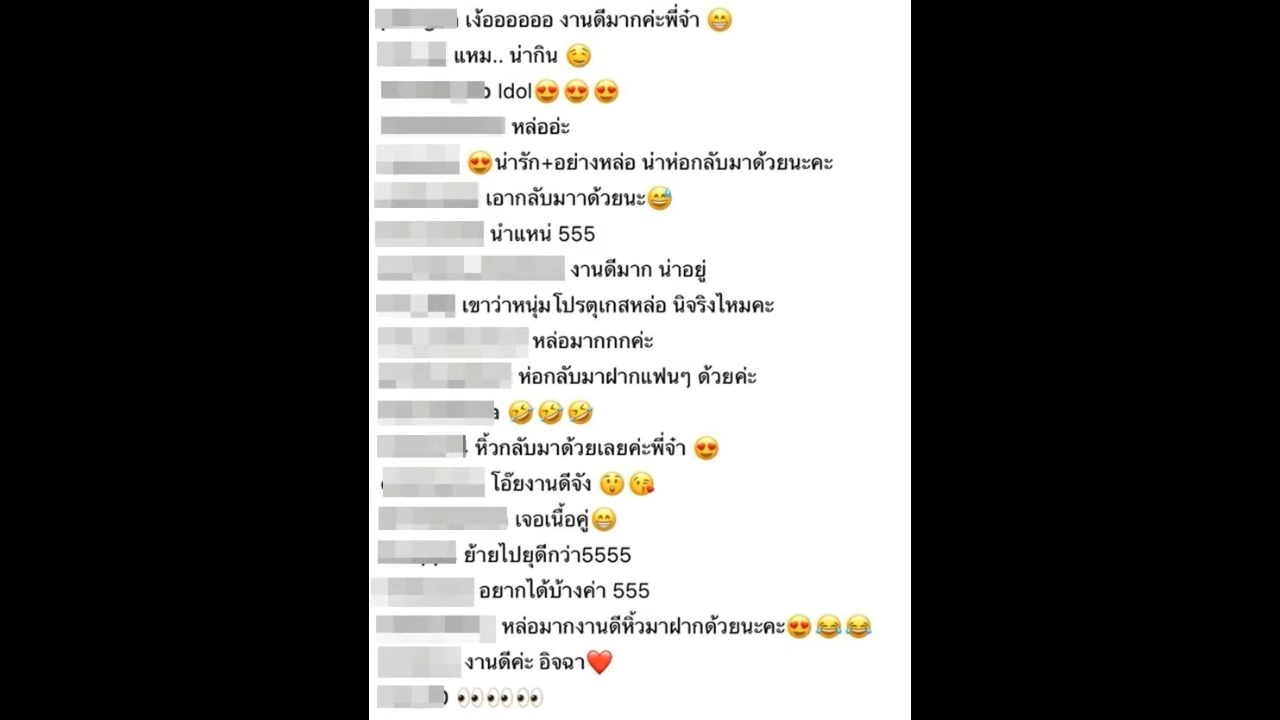 เง้ออออออ งานดีมากค่ะพี่จ๋า 😁
แหม.. น่ากิน 🤤
Idol😍 😍 😍
หล่ออ่ะ
😍น่ารัก+อย่างหล่อ น่าห่อกลับมาด้วยนะคะ
เอากลับมาาด้วยนะ😅
นำแหน่ 555
งานดีมาก น่าอยู่
เขาว่าหนุ่มโปรตุเกสหล่อ นิจริงไหมคะ
หล่อมากกกค่ะ
ห่อกลับมาฝากแฟนๆ ด้วยค่ะ
a 🤣 🤣 🤣
หิ้วกลับมาด้วยเลยค่ะพี่จ๋า 😍
โอ๊ยงานดีจัง 😲 😘
เจอเนื้อคู่😁
ย้ายไปยุดีกว่า5555
อยากได้บ้างค่า 555
หล่อมากงานดีหิ้วมาฝากด้วยนะคะ😍 😂 😂
งานดีค่ะ อิจฉา❤️
👀 👀 👀